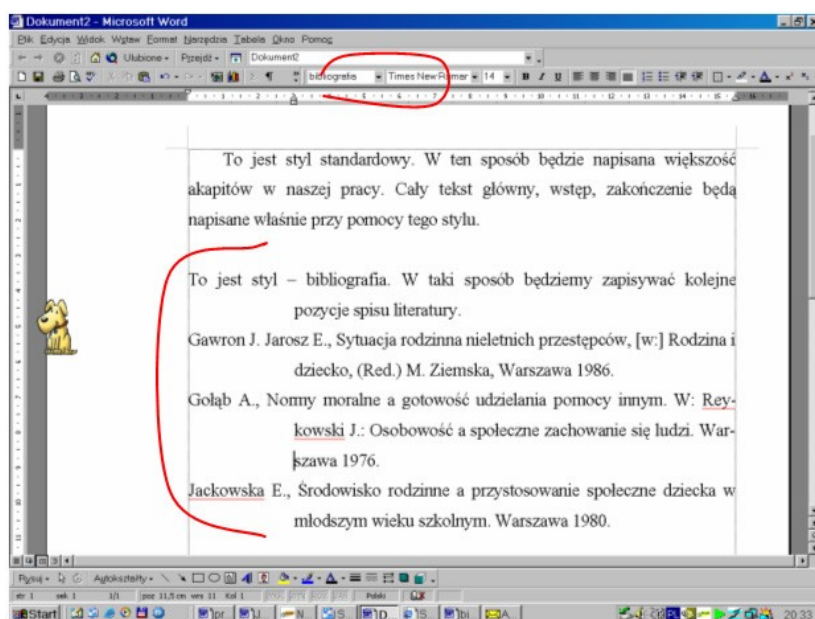 Dokument2 - Microsoft Word
Plik Edycja Widok Wstaw Format Narzędzia Tabela Okno Pomoc
Ulubione Przejdź Dokument2
bibliografia Times New Roman 14 B I U
To jest styl standardowy. W ten sposób będzie napisana większość
akapitów w naszej pracy. Cały tekst główny, wstęp, zakończenie będą
napisane właśnie przy pomocy tego stylu.
To jest styl – bibliografia. W taki sposób będziemy zapisywać kolejne
pozycje spisu literatury.
Gawron J. Jarosz E., Sytuacja rodzinna nieletnich przestępców, [w:] Rodzina i
dziecko, (Red.) M. Ziemska, Warszawa 1986.
Gołąb A., Normy moralne a gotowość udzielania pomocy innym. W: Rey-
kowski J.: Osobowość a społeczne zachowanie się ludzi. War-
szawa 1976.
Jackowska E., Środowisko rodzinne a przystosowanie społeczne dziecka w
młodszym wieku szkolnym. Warszawa 1980.
Rysuj Autokształty
str 1 sek 1 1/1 poz 11,5 cm wrs 11 Kol 1 Polski
Start pr J... N... S... D... S... bi A... PL 20:33